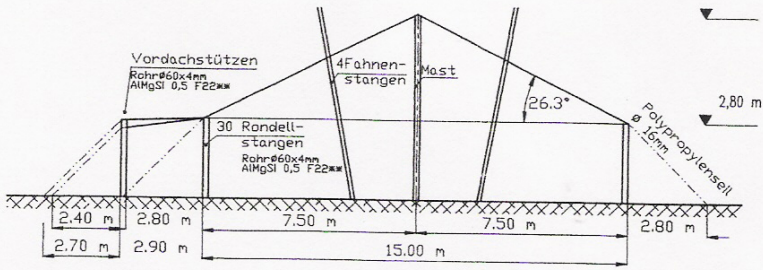 Vordachstützen
Rohrø60x4mm
AlMgSi 0,5 F22**
4Fahnen-
stangen
Mast
26.3°
2,80 m
Polypropylenseil
ø 16mm
30 Rondell-
stangen
Rohrø60x4mm
AlMgSi 0,5 F22**
2.40 m
2.80 m
7.50 m
7.50 m
2.80 m
2.70 m
2.90 m
15.00 m